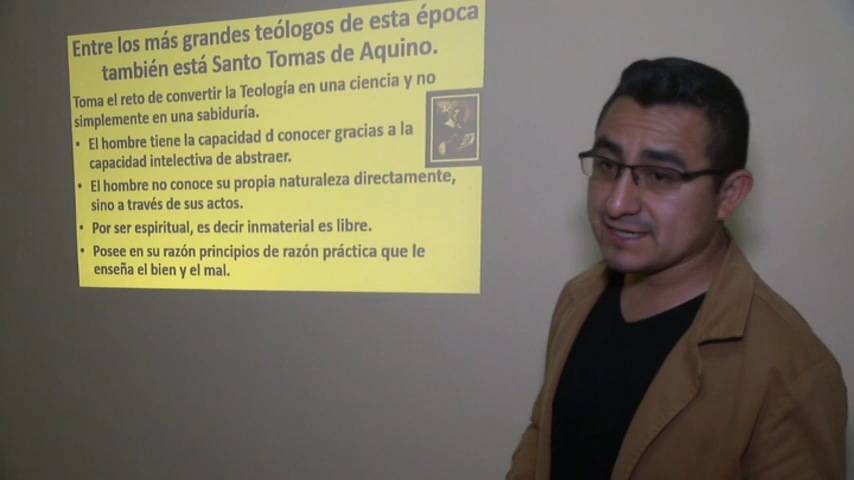 Entre los más grandes teólogos de esta época
también está Santo Tomas de Aquino.
Toma el reto de convertir la Teología en una ciencia y no
simplemente en una sabiduría.
• El hombre tiene la capacidad d conocer gracias a la
capacidad intelectiva de abstraer.
• El hombre no conoce su propia naturaleza directamente,
sino a través de sus actos.
• Por ser espiritual, es decir inmaterial es libre.
• Posee en su razón principios de razón práctica que le
enseña el bien y el mal.